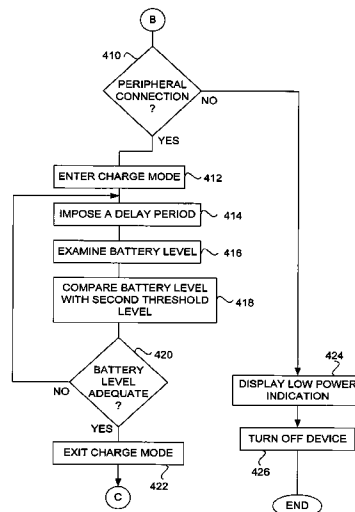 B
410
PERIPHERAL
CONNECTION
?
NO
YES
ENTER CHARGE MODE
412
IMPOSE A DELAY PERIOD
414
EXAMINE BATTERY LEVEL
416
COMPARE BATTERY LEVEL
WITH SECOND THRESHOLD
LEVEL
418
420
BATTERY
LEVEL
ADEQUATE
?
NO
YES
EXIT CHARGE MODE
422
C
424
DISPLAY LOW POWER
INDICATION
TURN OFF DEVICE
426
END